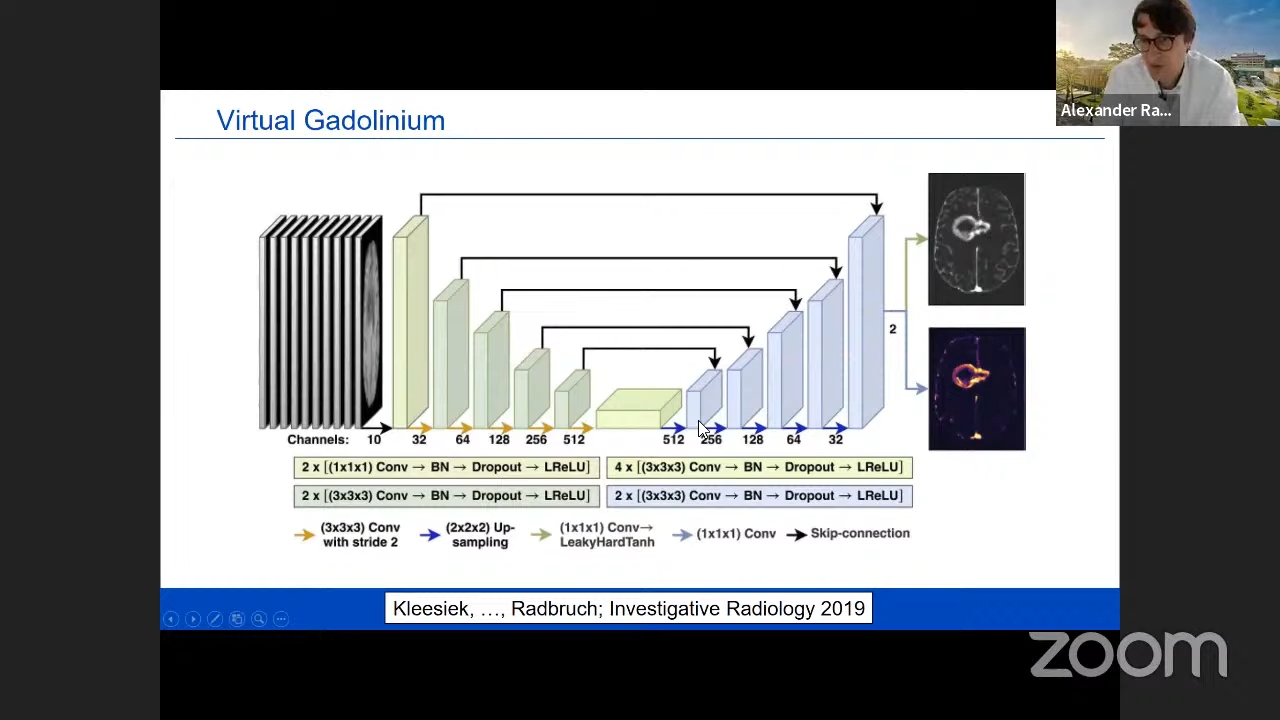 Alexander Ra...
Virtual Gadolinium
2
Channels: 10 32 64 128 256 512 512 256 128 64 32
2 x [(1x1x1) Conv → BN → Dropout → LReLU]
4 x [(3x3x3) Conv → BN → Dropout → LReLU]
2 x [(3x3x3) Conv → BN → Dropout → LReLU]
2 x [(3x3x3) Conv → BN → Dropout → LReLU]
(3x3x3) Conv
with stride 2
(2x2x2) Up-
sampling
(1x1x1) Conv→
LeakyHardTanh
(1x1x1) Conv
Skip-connection
Kleesiek, …, Radbruch; Investigative Radiology 2019
zoom